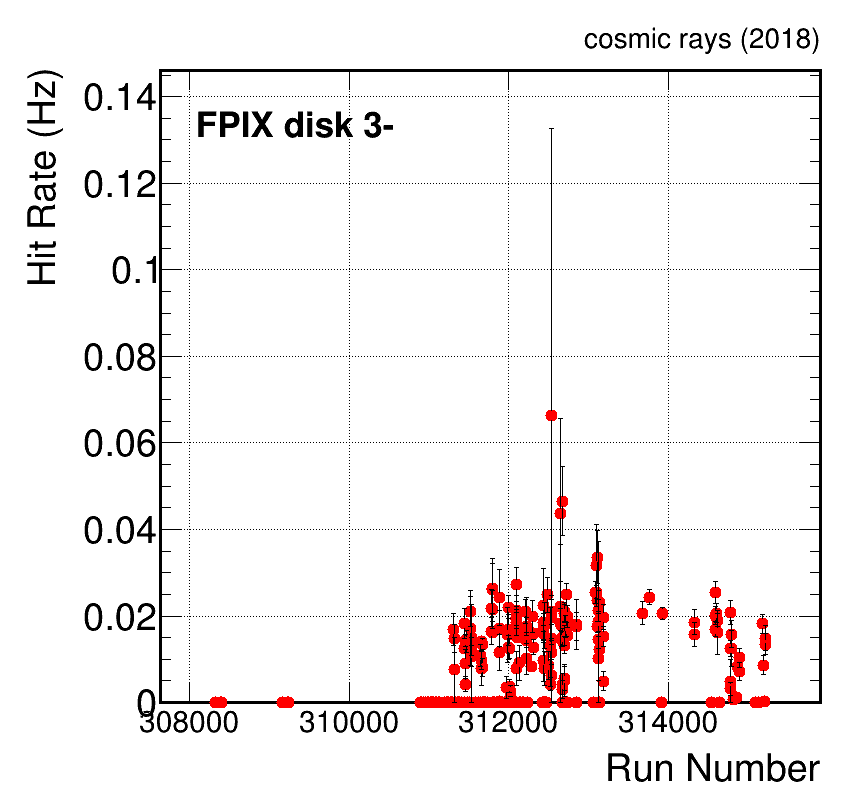 cosmic rays (2018)
Hit Rate (Hz)
FPIX disk 3-
0.14
0.12
0.1
0.08
0.06
0.04
0.02
0
308000 310000 312000 314000
Run Number